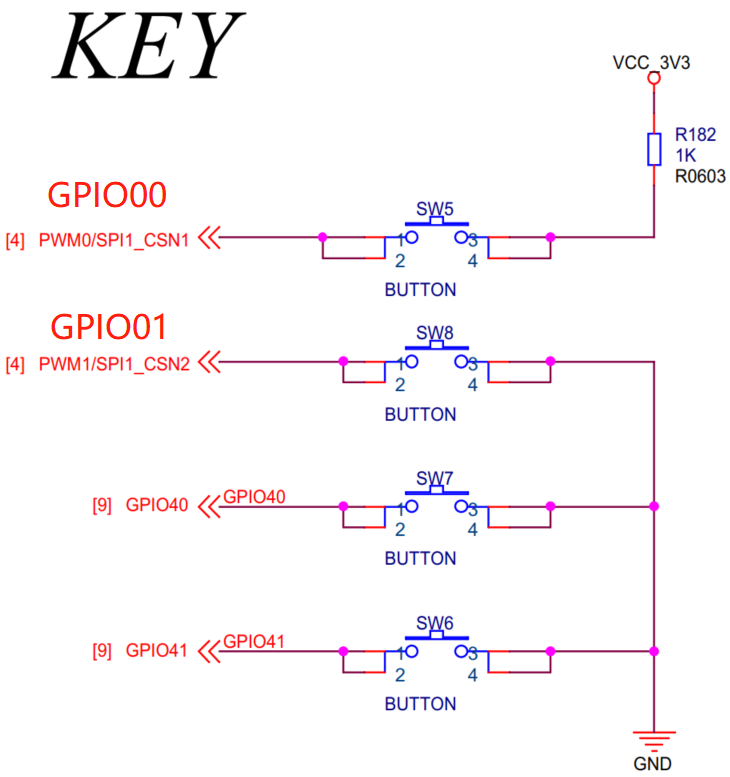 KEY
VCC_3V3
R182
1K
R0603
GPIO00
[4] PWM0/SPI1_CSN1
SW5
1 3
2 4
BUTTON
GPIO01
[4] PWM1/SPI1_CSN2
SW8
1 3
2 4
BUTTON
[9] GPIO40 GPIO40
SW7
1 3
2 4
BUTTON
[9] GPIO41 GPIO41
SW6
1 3
2 4
BUTTON
GND